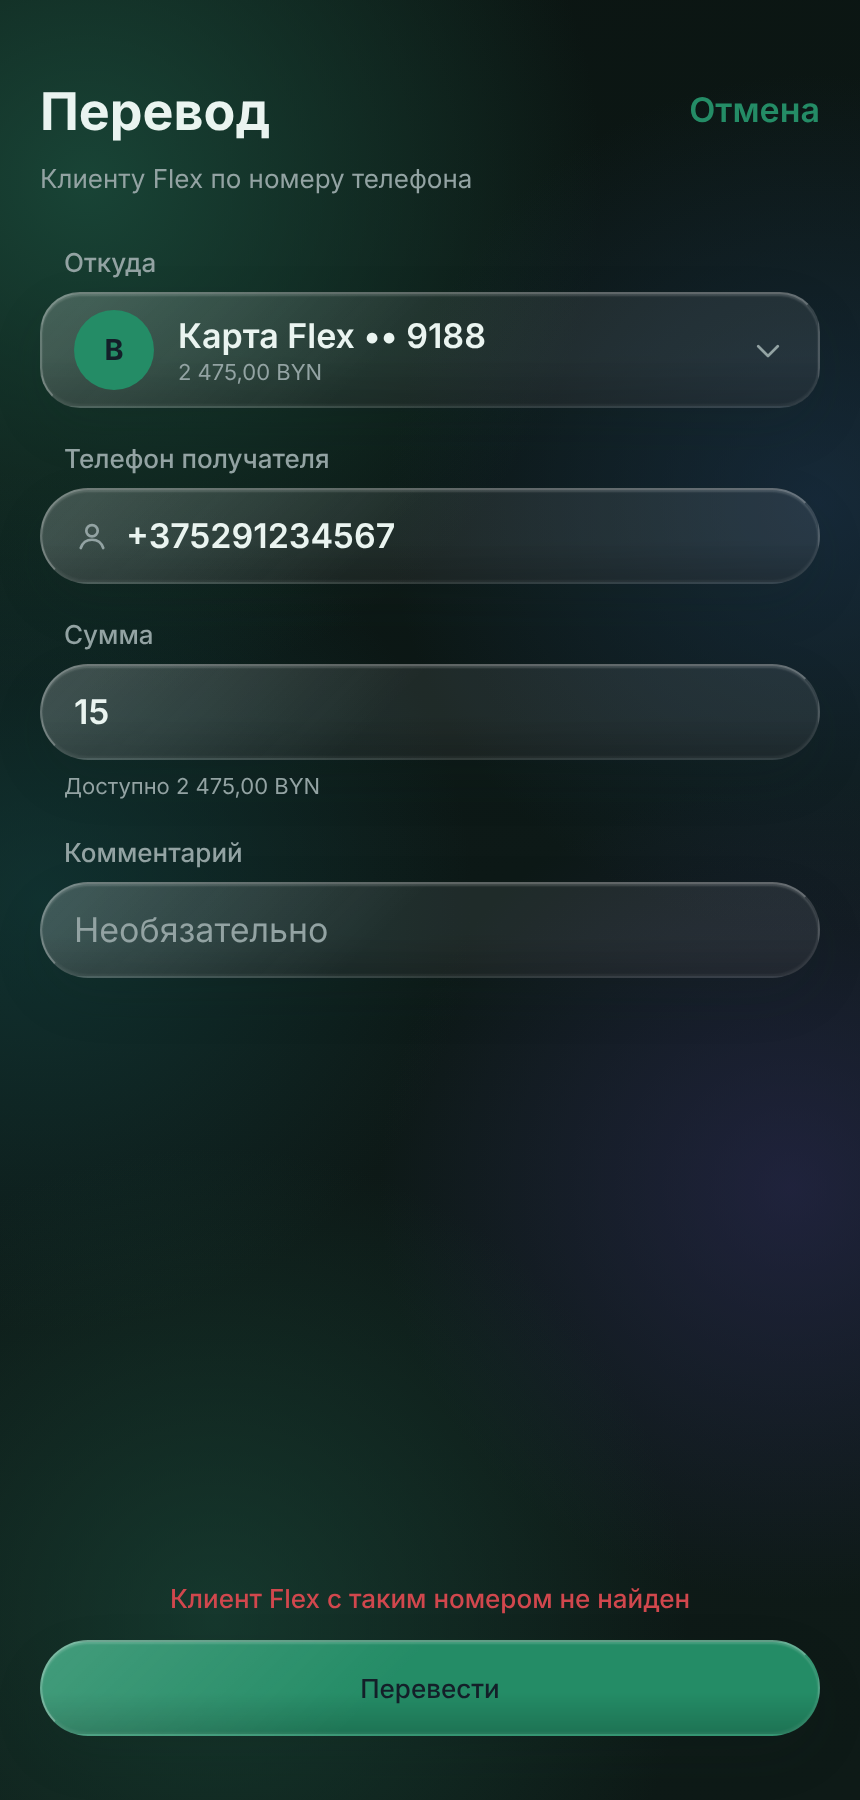 Перевод
Отмена
Клиенту Flex по номеру телефона
Откуда
B
Карта Flex •• 9188
2 475,00 BYN
Телефон получателя
+375291234567
Сумма
15
Доступно 2 475,00 BYN
Комментарий
Необязательно
Клиент Flex с таким номером не найден
Перевести